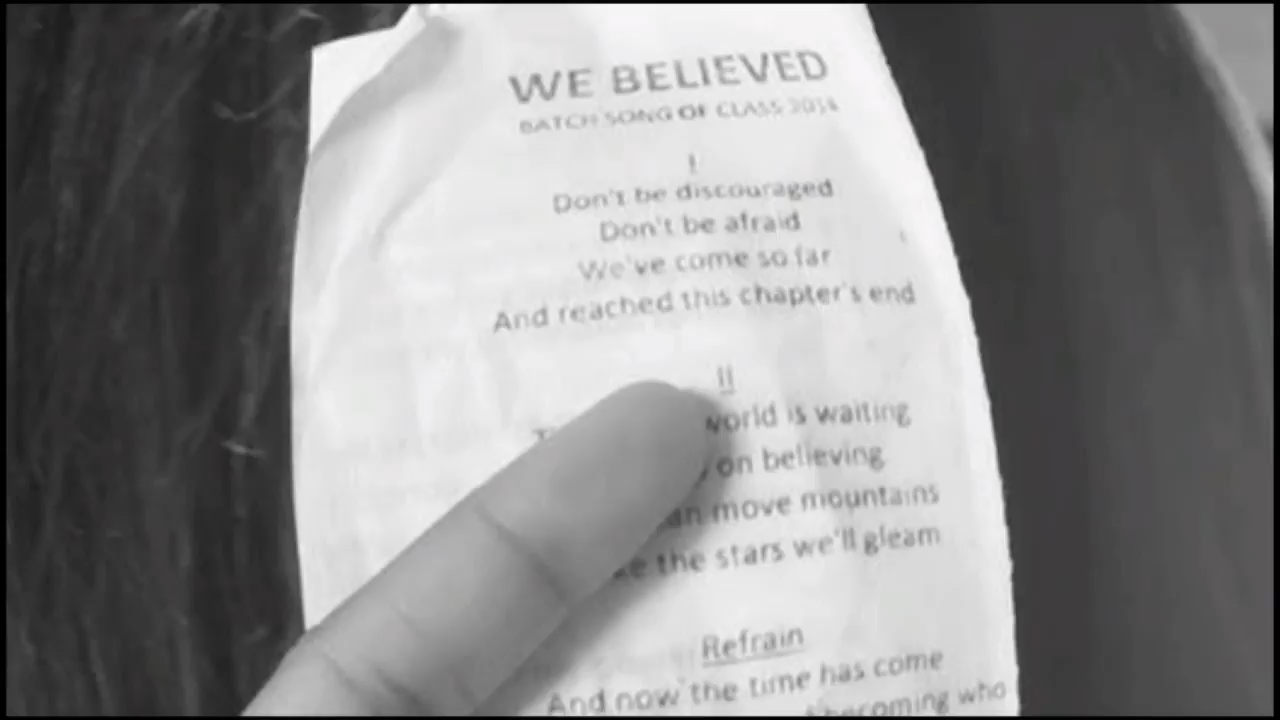 WE BELIEVED
BATCH SONG OF CLASS 2014
I
Don't be discouraged
Don't be afraid
We've come so far
And reached this chapter's end
II
world is waiting
on believing
move mountains
the stars we'll gleam
Refrain
And now the time has come
becoming who